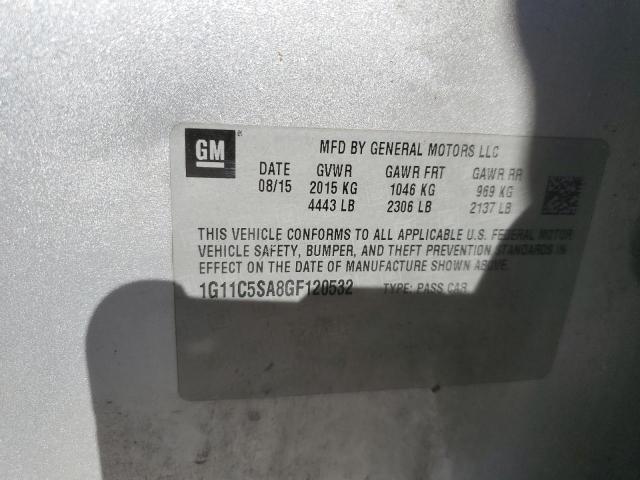 GM
MFD BY GENERAL MOTORS LLC
DATE GVWR GAWR FRT GAWR RR
08/15 2015 KG 1046 KG 969 KG
4443 LB 2306 LB 2137 LB
THIS VEHICLE CONFORMS TO ALL APPLICABLE U.S. FEDERAL MOTOR
VEHICLE SAFETY, BUMPER, AND THEFT PREVENTION STANDARDS IN
EFFECT ON THE DATE OF MANUFACTURE SHOWN ABOVE.
1G11C5SA8GF120532 TYPE: PASS CAR